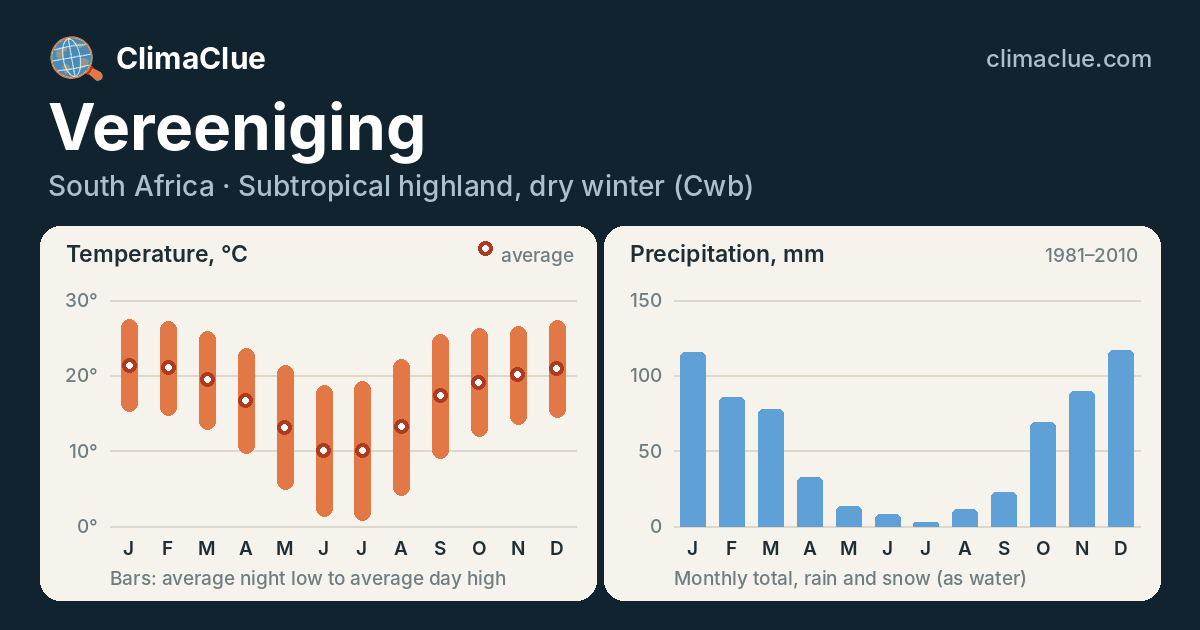 ClimaClue
climaclue.com
Vereeniging
South Africa · Subtropical highland, dry winter (Cwb)
Temperature, °C
average
30°
20°
10°
0°
J F M A M J J A S O N D
Bars: average night low to average day high
Precipitation, mm
1981–2010
150
100
50
0
J F M A M J J A S O N D
Monthly total, rain and snow (as water)